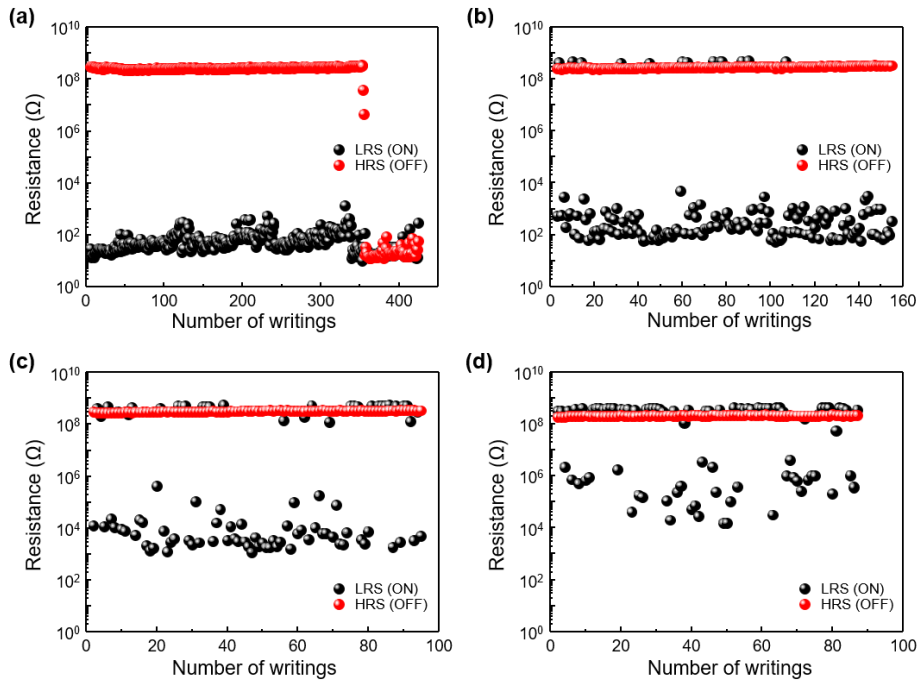 (a)
Resistance (Ω)
10^10
10^8
10^6
10^4
10^2
10^0
LRS (ON)
HRS (OFF)
0 100 200 300 400
Number of writings
(b)
Resistance (Ω)
10^10
10^8
10^6
10^4
10^2
10^0
LRS (ON)
HRS (OFF)
0 20 40 60 80 100 120 140 160
Number of writings
(c)
Resistance (Ω)
10^10
10^8
10^6
10^4
10^2
10^0
LRS (ON)
HRS (OFF)
0 20 40 60 80 100
Number of writings
(d)
Resistance (Ω)
10^10
10^8
10^6
10^4
10^2
10^0
LRS (ON)
HRS (OFF)
0 20 40 60 80 100
Number of writings